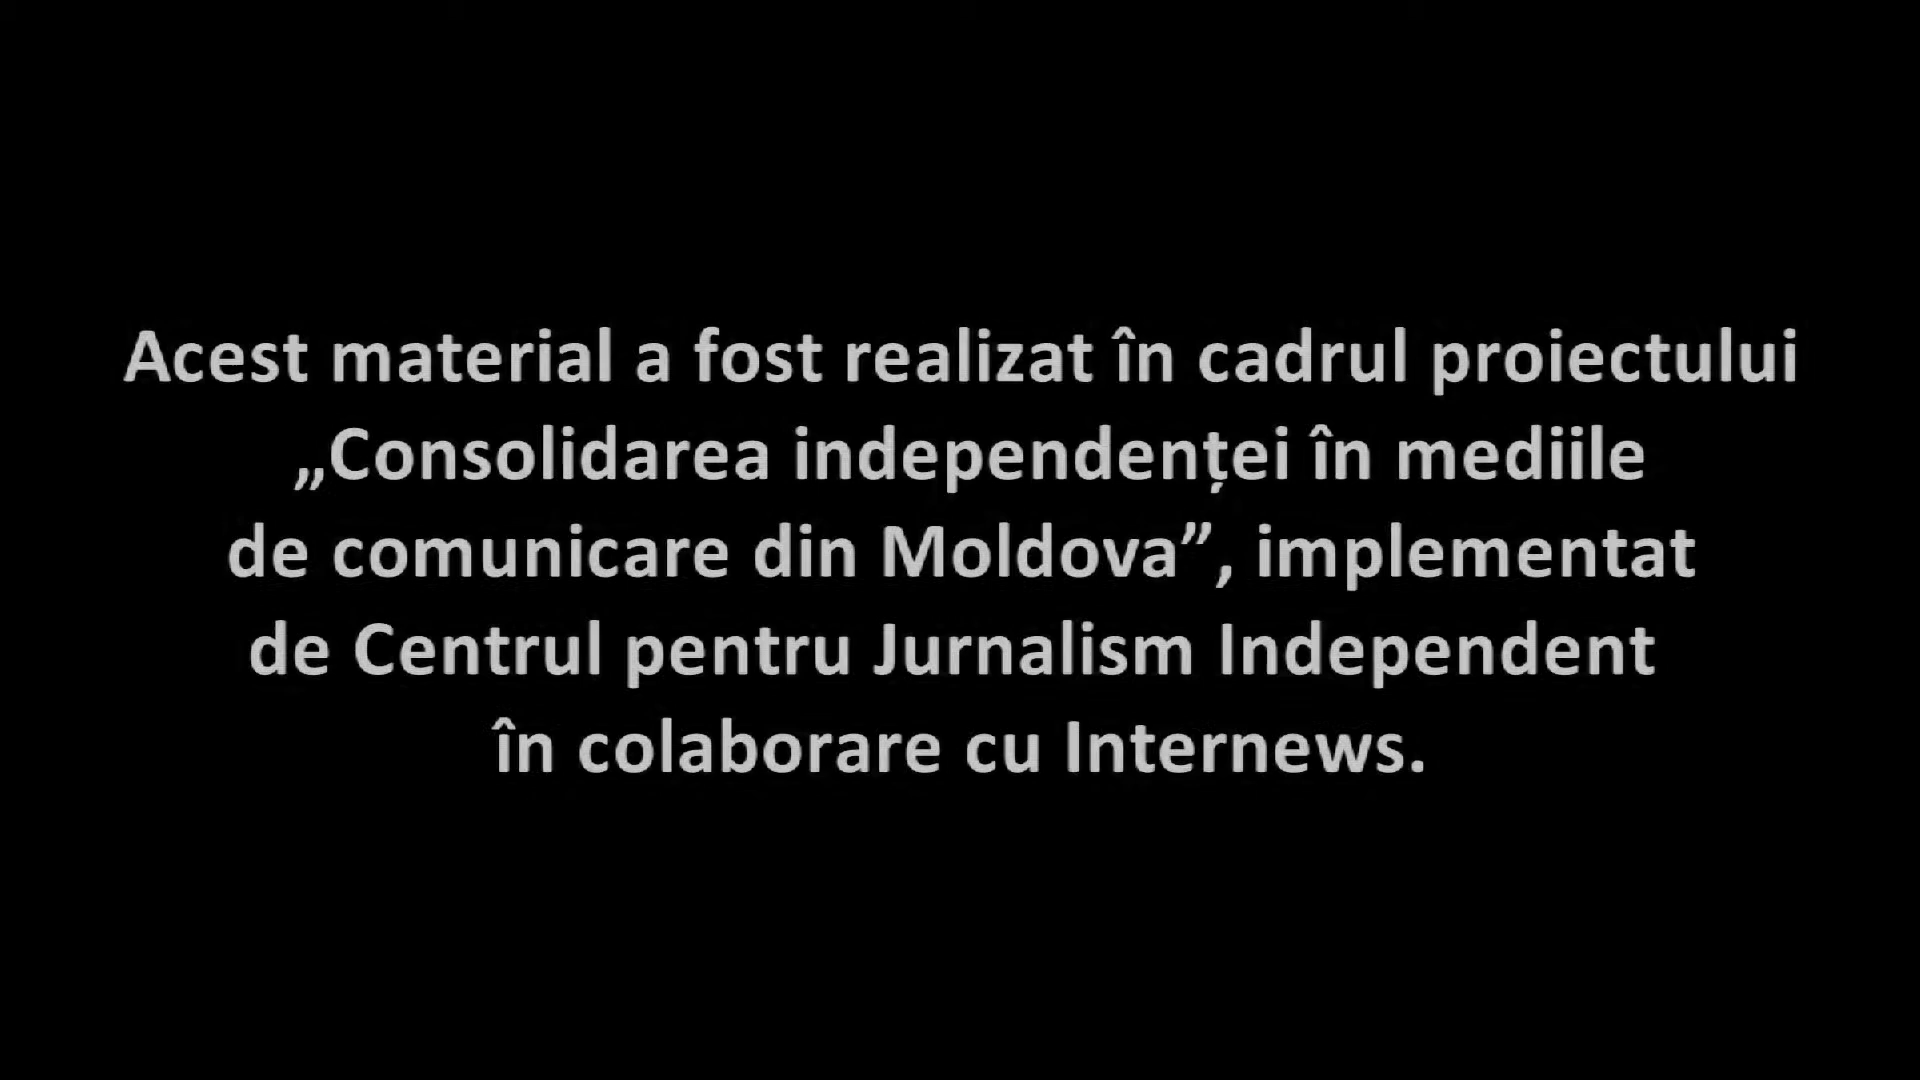 Acest material a fost realizat în cadrul proiectului
„Consolidarea independenței în mediile
de comunicare din Moldova”, implementat
de Centrul pentru Jurnalism Independent
în colaborare cu Internews.